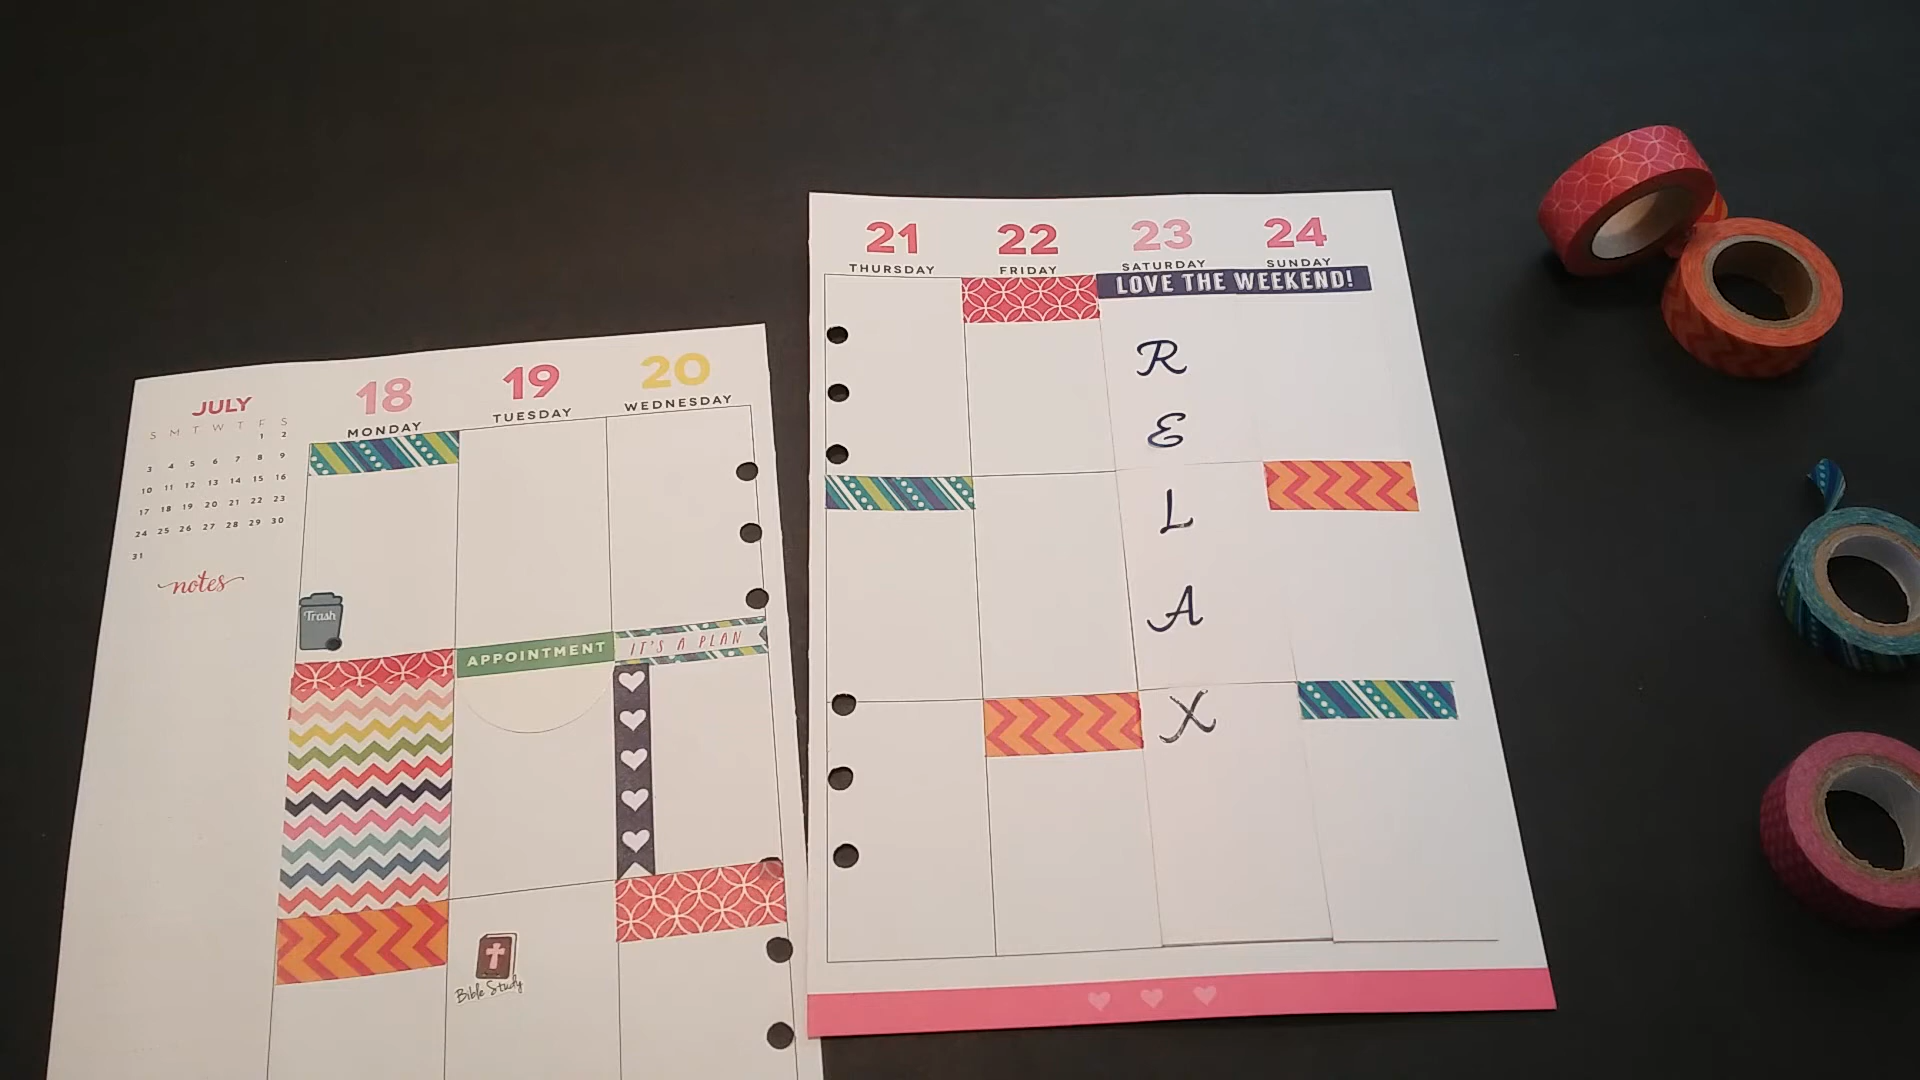 JULY
S M T W T F S
1 2
3 4 5 6 7 8 9
10 11 12 13 14 15 16
17 18 19 20 21 22 23
24 25 26 27 28 29 30
31
notes
18
MONDAY
19
TUESDAY
20
WEDNESDAY
Trash
APPOINTMENT
IT'S A PLAN
Bible Study
21
THURSDAY
22
FRIDAY
23
SATURDAY
24
SUNDAY
LOVE THE WEEKEND!
R
E
L
A
X